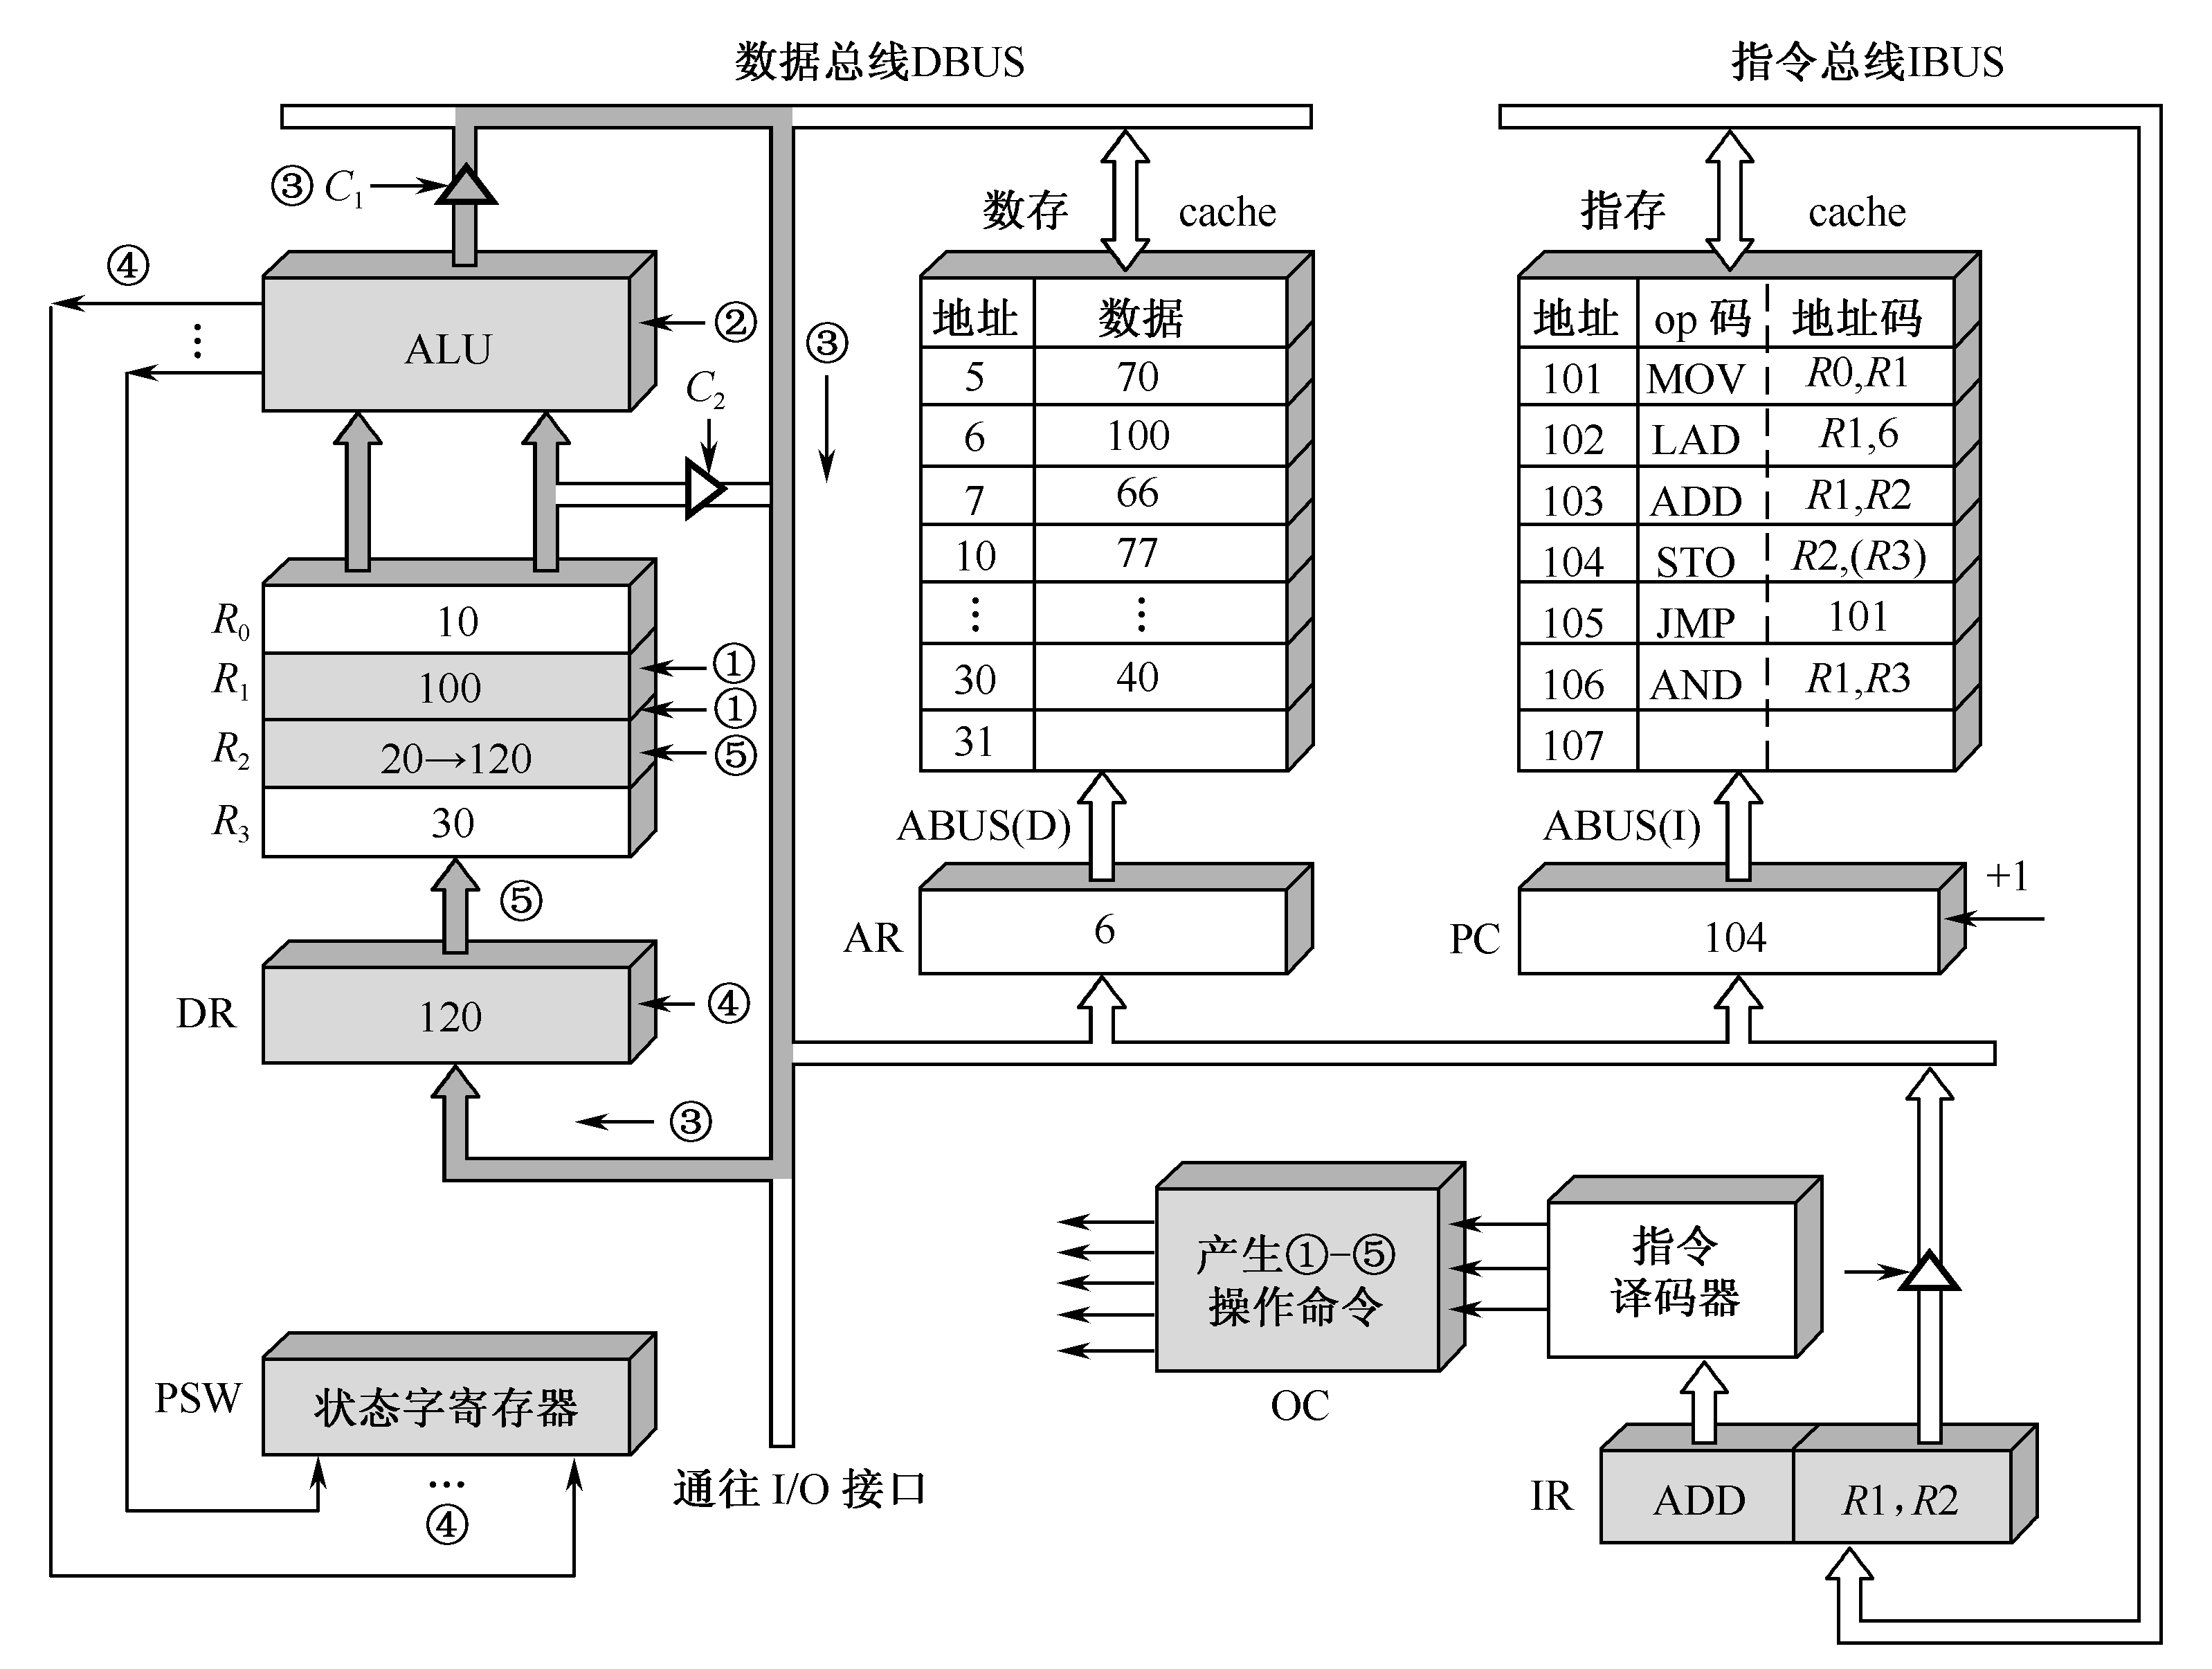 数据总线DBUS
指令总线IBUS
③ C1
数存 cache
指存 cache
④
⋮
ALU
②
③
C2
地址 数据
5 70
6 100
7 66
10 77
⋮ ⋮
30 40
31
地址 op 码 地址码
101 MOV R0,R1
102 LAD R1,6
103 ADD R1,R2
104 STO R2,(R3)
105 JMP 101
106 AND R1,R3
107
R0 10
R1 100 ①
①
R2 20→120 ⑤
R3 30
ABUS(D)
ABUS(I)
⑤
AR 6
PC 104 +1
DR 120 ④
③
产生①-⑤
操作命令
OC
指令
译码器
PSW 状态字寄存器
…
④
通往 I/O 接口
IR ADD R1，R2